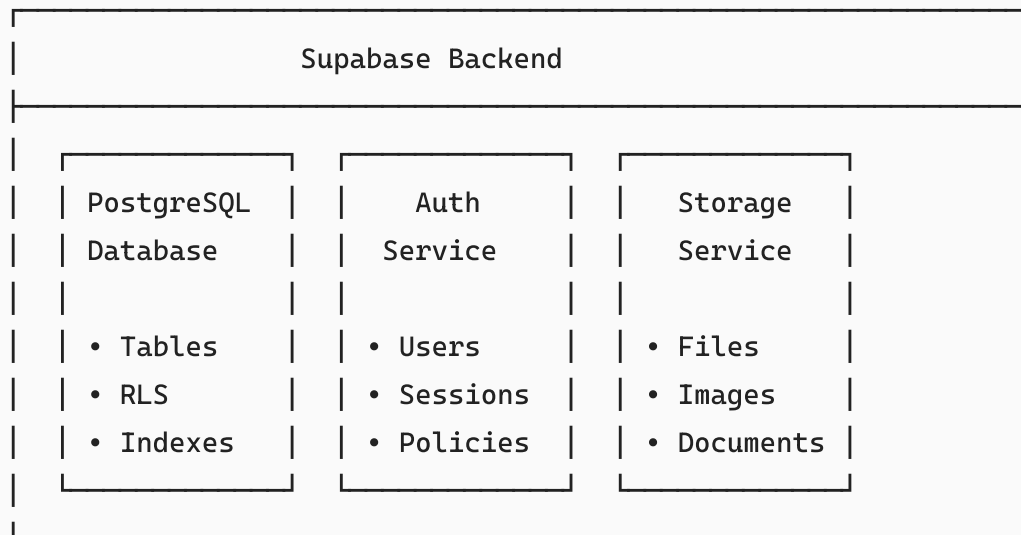 Supabase Backend
PostgreSQL Auth Storage
Database Service Service
• Tables • Users • Files
• RLS • Sessions • Images
• Indexes • Policies • Documents